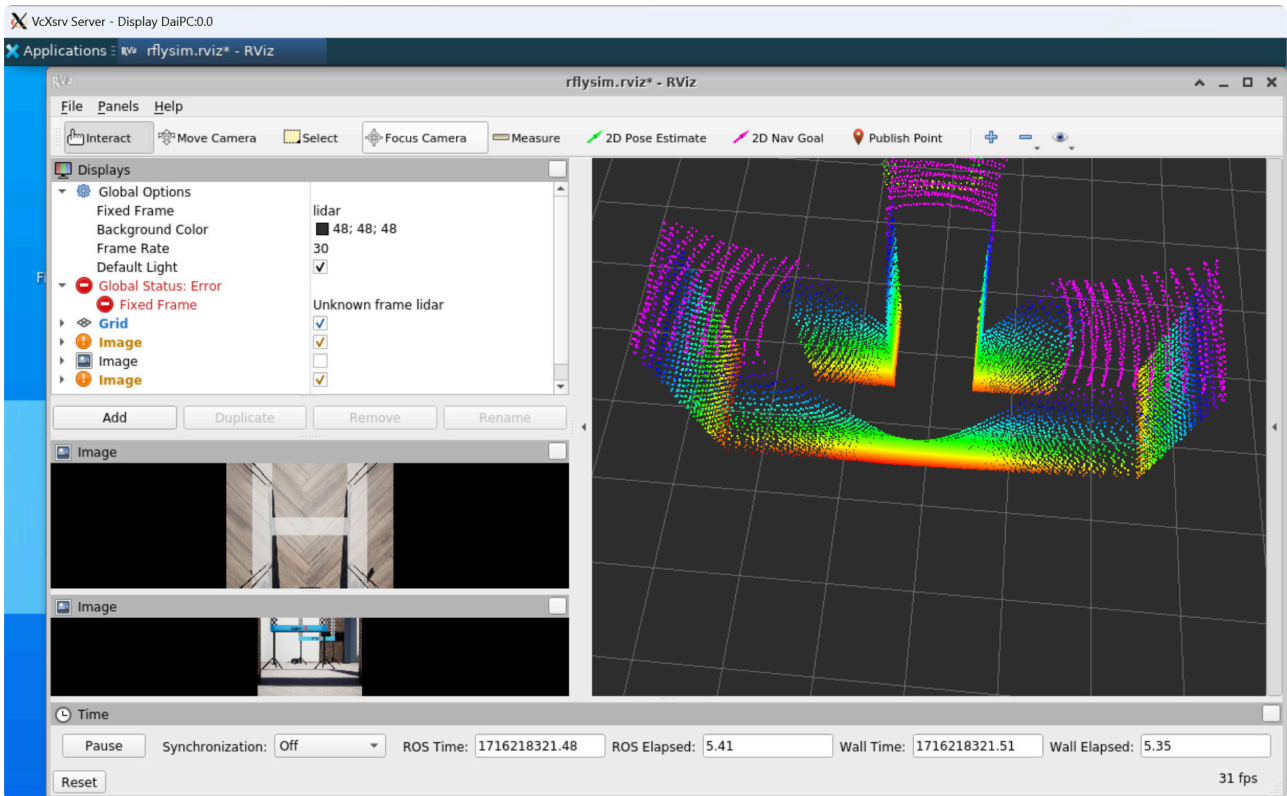 VcXsrv Server - Display DaiPC:0.0
Applications RViz rflysim.rviz* - RViz
RViz rflysim.rviz* - RViz
File Panels Help
Interact Move Camera Select Focus Camera Measure 2D Pose Estimate 2D Nav Goal Publish Point
Displays
Global Options
Fixed Frame lidar
Background Color 48; 48; 48
Frame Rate 30
Default Light
Global Status: Error
Fixed Frame Unknown frame lidar
Grid
Image
Image
Image
Add Duplicate Remove Rename
Image
Image
Time
Pause Synchronization: Off ROS Time: 1716218321.48 ROS Elapsed: 5.41 Wall Time: 1716218321.51 Wall Elapsed: 5.35
Reset 31 fps